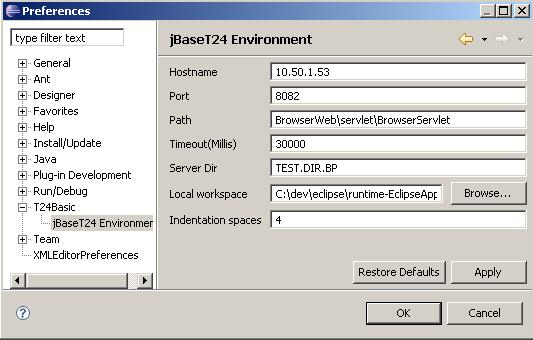 Preferences
type filter text
General
Ant
Designer
Favorites
Help
Install/Update
Java
Plug-in Development
Run/Debug
T24Basic
jBaseT24 Environmer
Team
XMLEditorPreferences
jBaseT24 Environment
Hostname 10.50.1.53
Port 8082
Path BrowserWeb\servlet\BrowserServlet
Timeout(Millis) 30000
Server Dir TEST.DIR.BP
Local workspace C:\dev\eclipse\runtime-EclipseApp Browse...
Indentation spaces 4
Restore Defaults Apply
? OK Cancel